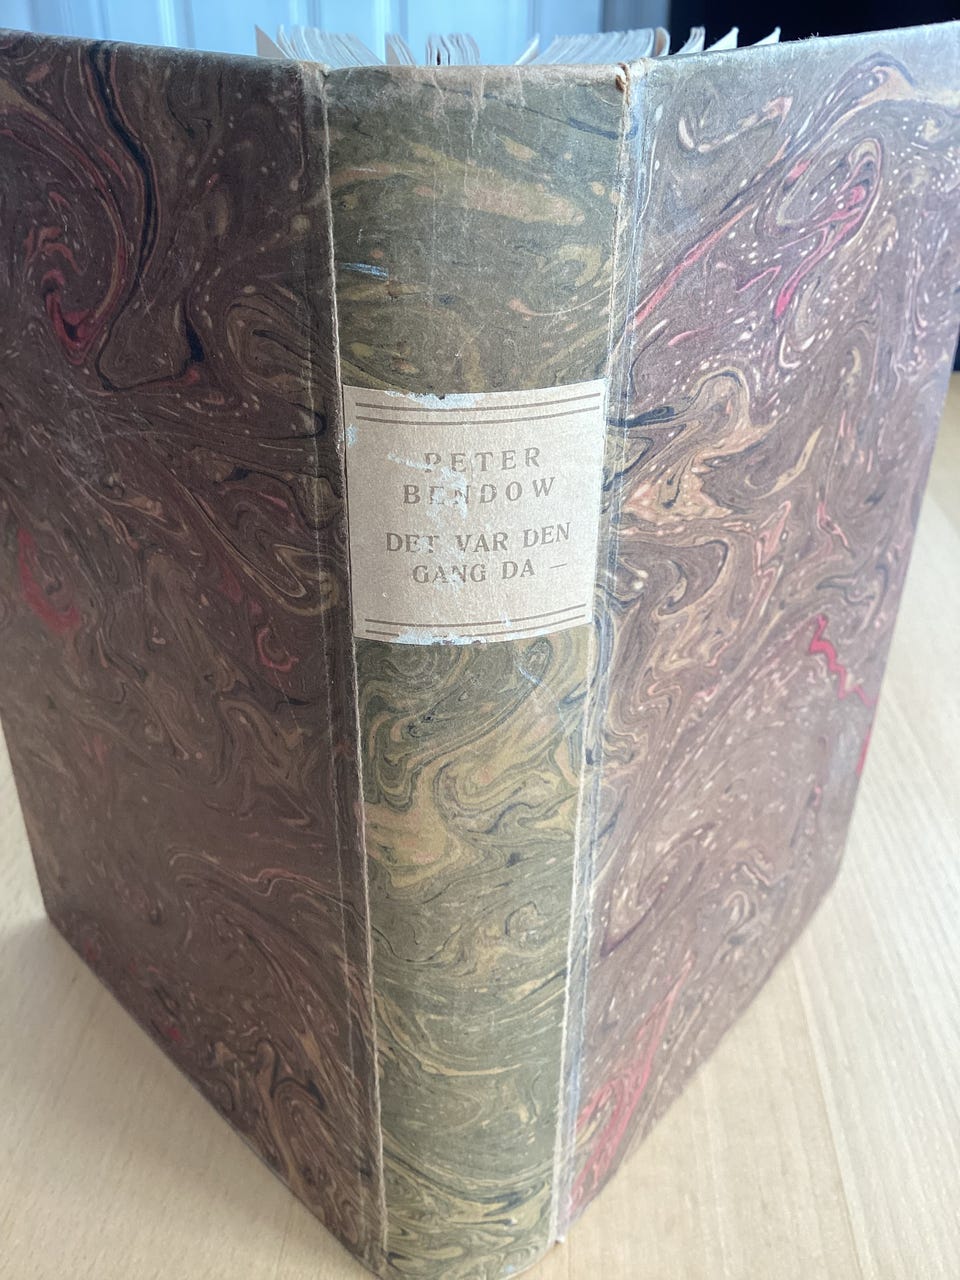 PETER
BENDOW
DET VAR DEN
GANG DA —